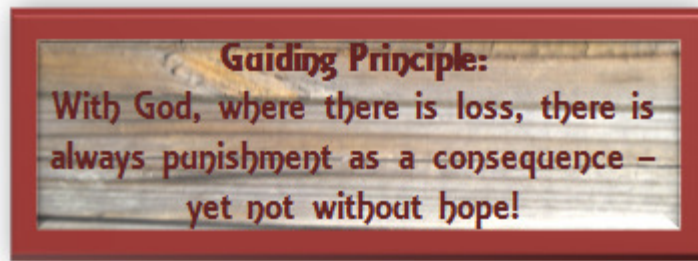 Guiding Principle:
With God, where there is loss, there is
always punishment as a consequence –
yet not without hope!